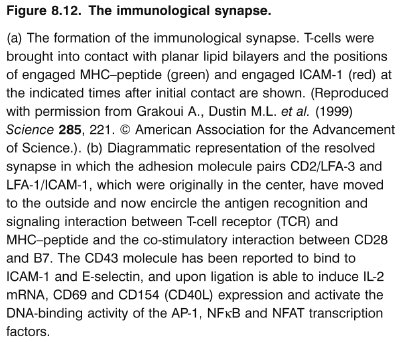 Figure 8.12. The immunological synapse.
(a) The formation of the immunological synapse. T-cells were
brought into contact with planar lipid bilayers and the positions
of engaged MHC–peptide (green) and engaged ICAM-1 (red) at
the indicated times after initial contact are shown. (Reproduced
with permission from Grakoui A., Dustin M.L. et al. (1999)
Science 285, 221. © American Association for the Advancement
of Science.). (b) Diagrammatic representation of the resolved
synapse in which the adhesion molecule pairs CD2/LFA-3 and
LFA-1/ICAM-1, which were originally in the center, have moved
to the outside and now encircle the antigen recognition and
signaling interaction between T-cell receptor (TCR) and
MHC–peptide and the co-stimulatory interaction between CD28
and B7. The CD43 molecule has been reported to bind to
ICAM-1 and E-selectin, and upon ligation is able to induce IL-2
mRNA, CD69 and CD154 (CD40L) expression and activate the
DNA-binding activity of the AP-1, NFκB and NFAT transcription
factors.